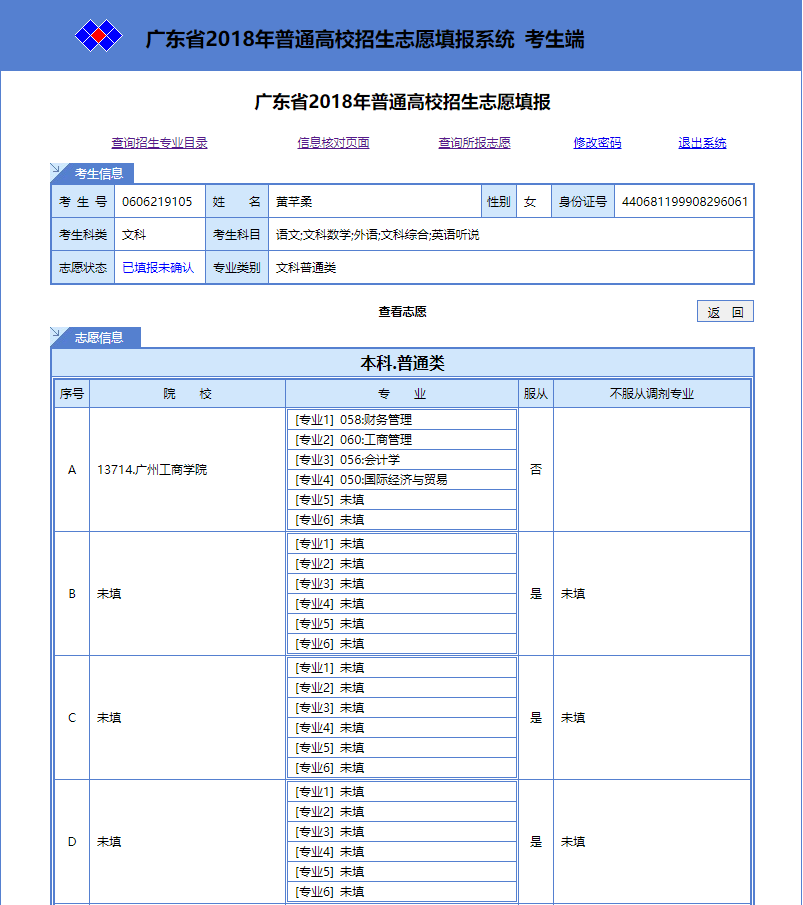 广东省2018年普通高校招生志愿填报系统 考生端
广东省2018年普通高校招生志愿填报
查询招生专业目录 信息核对页面 查询所报志愿 修改密码 退出系统
考生信息
考 生 号 0606219105 姓 名 黄芊柔 性别 女 身份证号 440681199908296061
考生科类 文科 考生科目 语文;文科数学;外语;文科综合;英语听说
志愿状态 已填报未确认 专业类别 文科普通类
查看志愿 返 回
志愿信息
本科.普通类
序号 院 校 专 业 服从 不服从调剂专业
A 13714.广州工商学院
[专业1] 058:财务管理
[专业2] 060:工商管理
[专业3] 056:会计学
[专业4] 050:国际经济与贸易
[专业5] 未填
[专业6] 未填
否
B 未填
[专业1] 未填
[专业2] 未填
[专业3] 未填
[专业4] 未填
[专业5] 未填
[专业6] 未填
是 未填
C 未填
[专业1] 未填
[专业2] 未填
[专业3] 未填
[专业4] 未填
[专业5] 未填
[专业6] 未填
是 未填
D 未填
[专业1] 未填
[专业2] 未填
[专业3] 未填
[专业4] 未填
[专业5] 未填
[专业6] 未填
是 未填